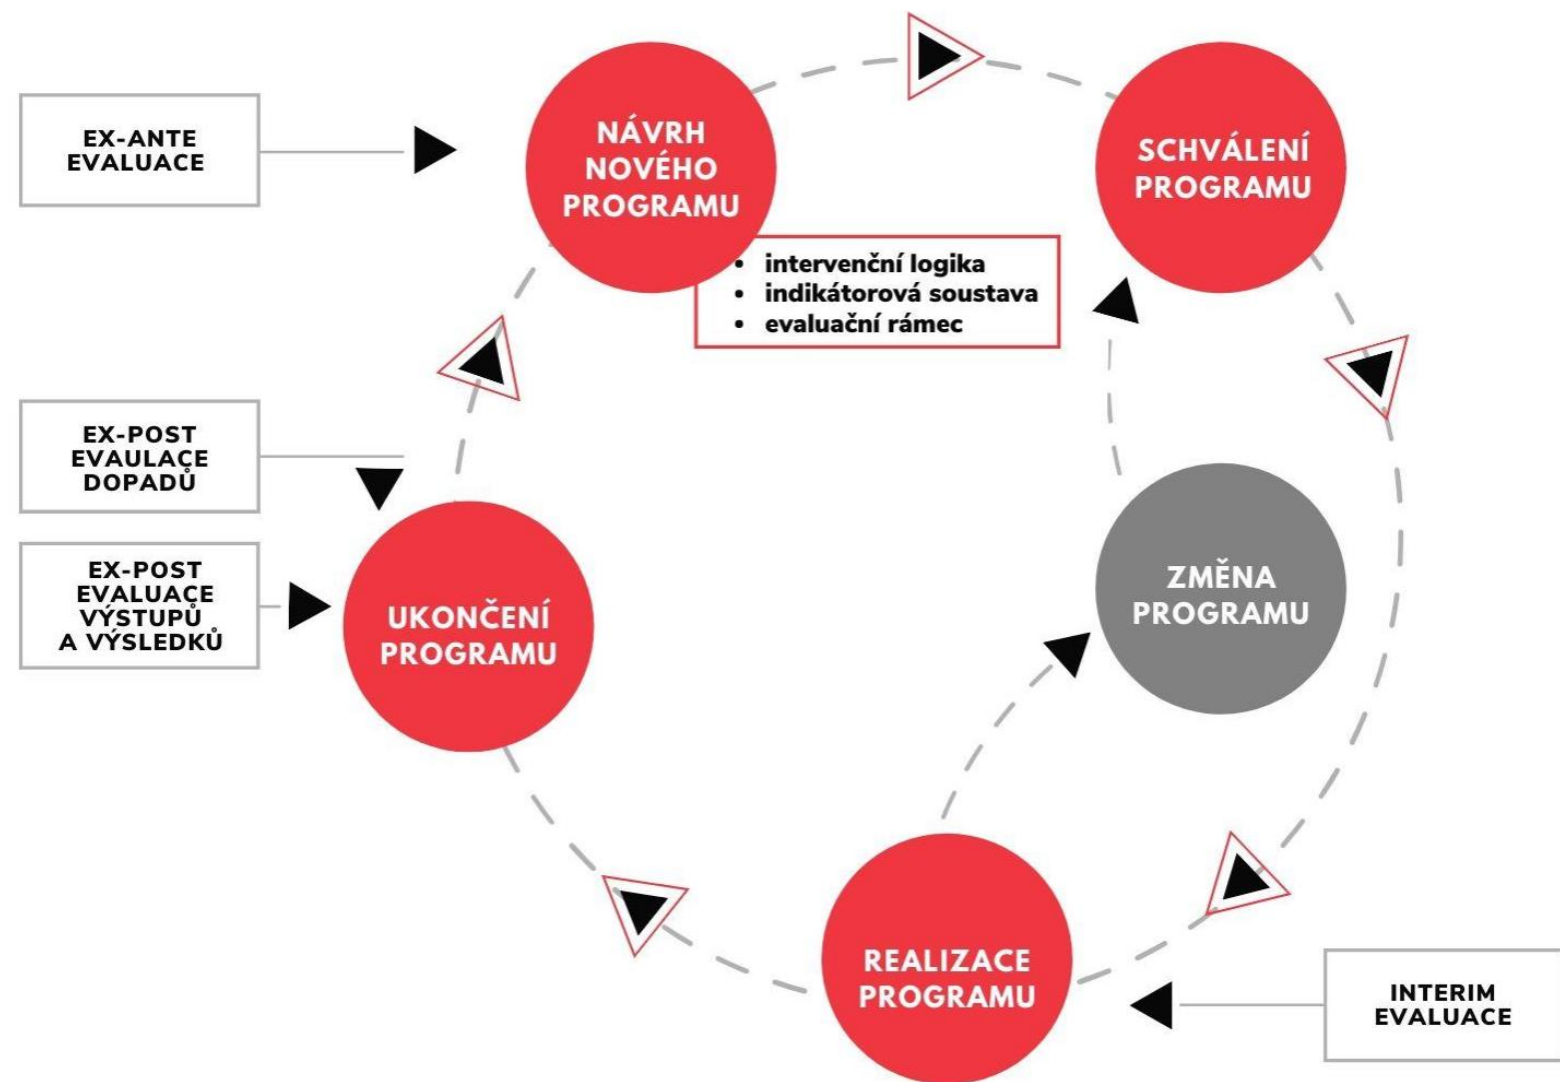 EX-ANTE
EVALUACE
NÁVRH
NOVÉHO
PROGRAMU
SCHVÁLENÍ
PROGRAMU
• intervenční logika
• indikátorová soustava
• evaluační rámec
EX-POST
EVAULACE
DOPADŮ
EX-POST
EVALUACE
VÝSTUPŮ
A VÝSLEDKŮ
UKONČENÍ
PROGRAMU
ZMĚNA
PROGRAMU
REALIZACE
PROGRAMU
INTERIM
EVALUACE